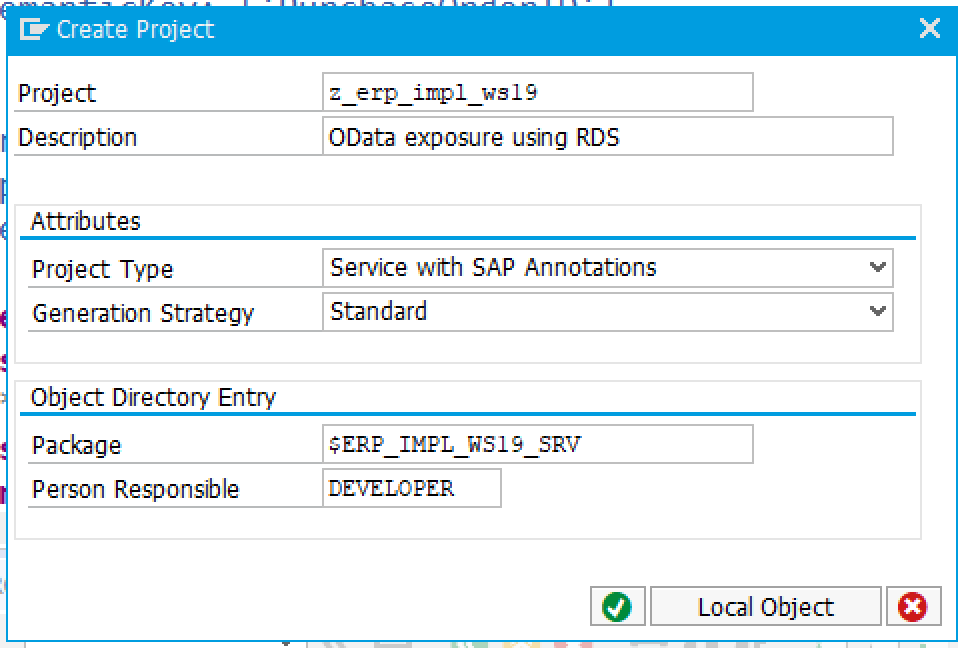 Create Project
Project z_erp_impl_ws19
Description OData exposure using RDS
Attributes
Project Type Service with SAP Annotations
Generation Strategy Standard
Object Directory Entry
Package $ERP_IMPL_WS19_SRV
Person Responsible DEVELOPER
Local Object